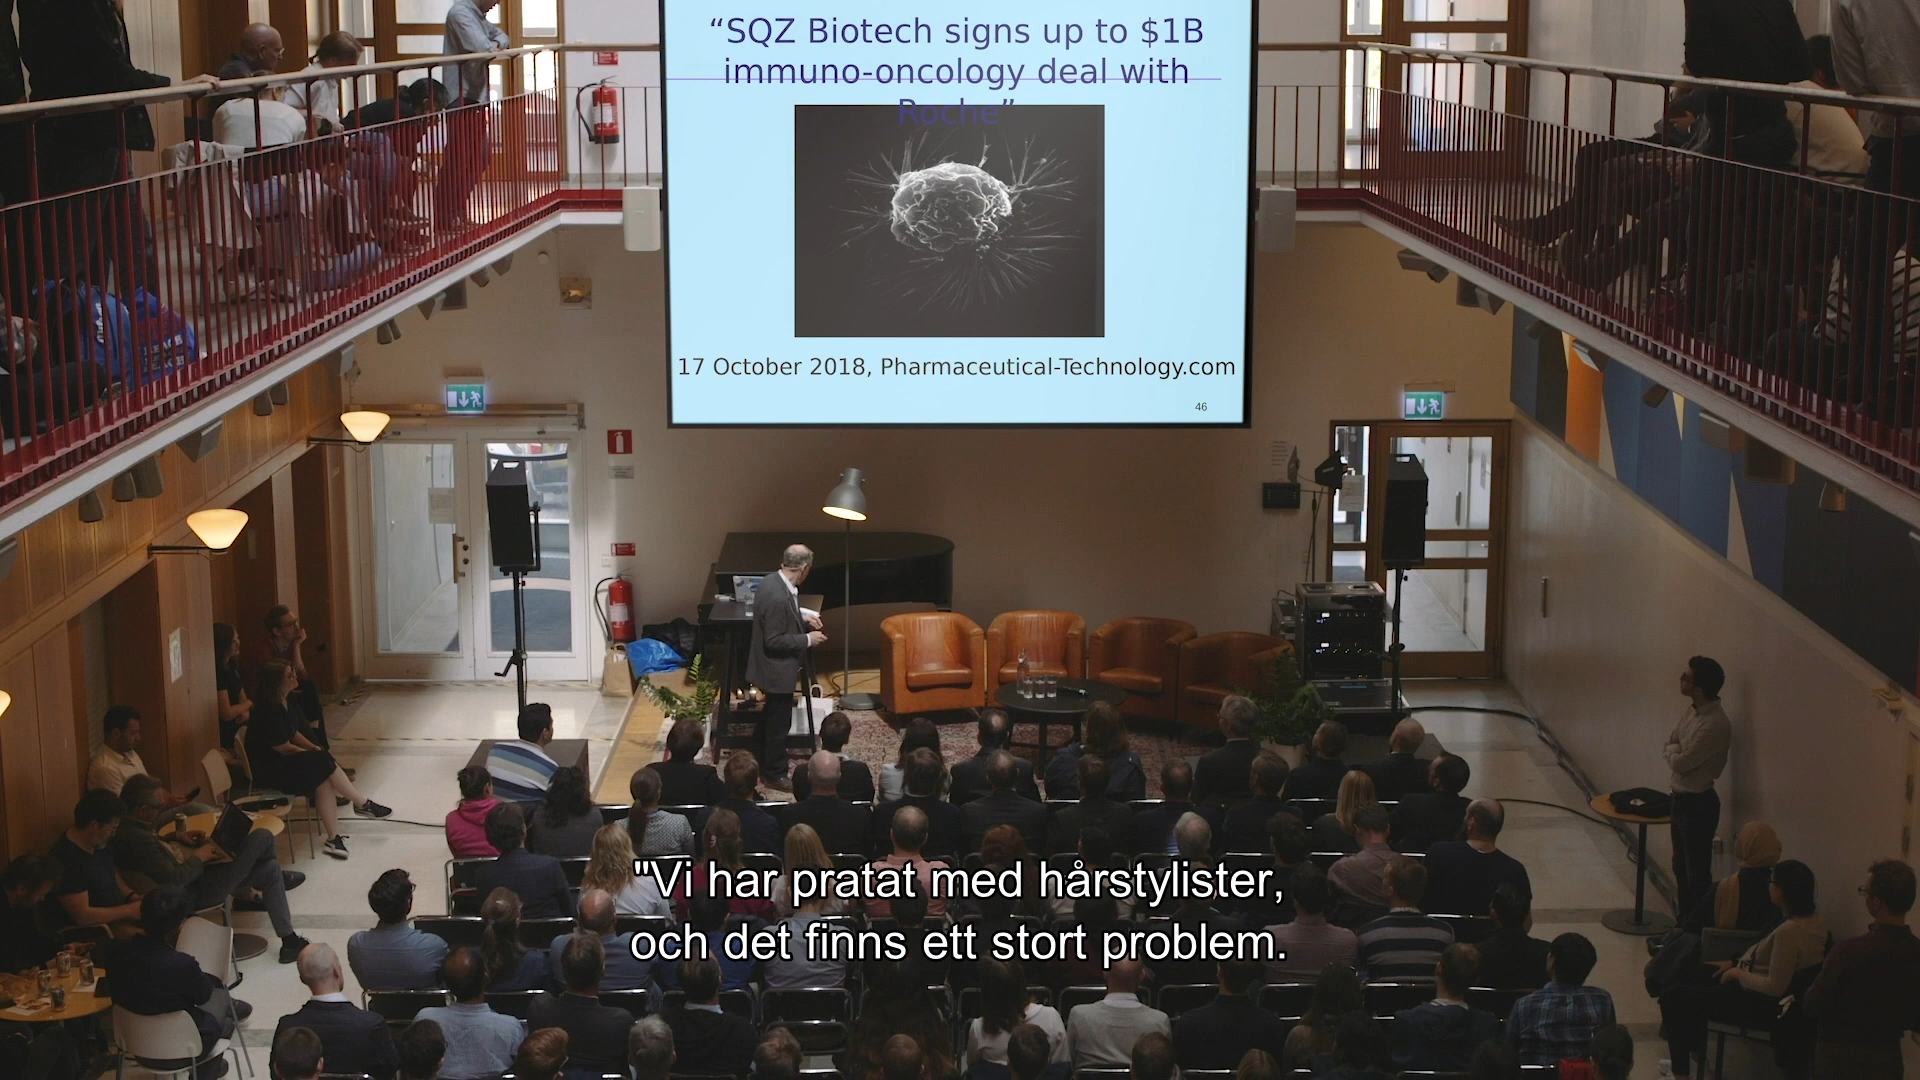 “SQZ Biotech signs up to $1B
immuno-oncology deal with
Roche”
17 October 2018, Pharmaceutical-Technology.com
46
"Vi har pratat med hårstylister,
och det finns ett stort problem.